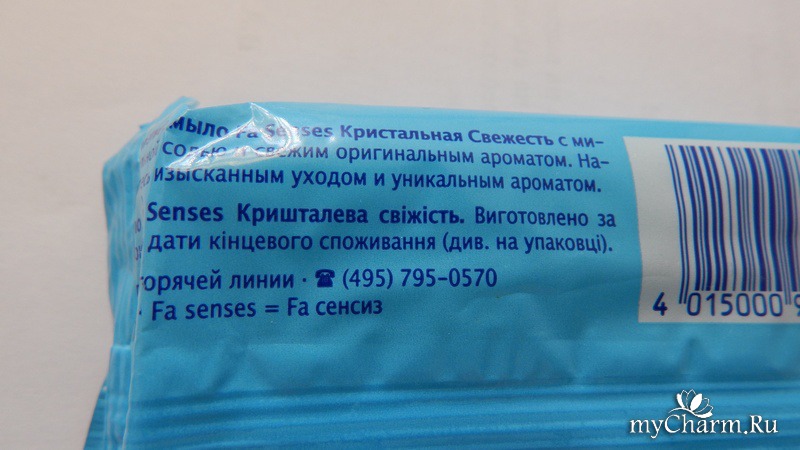 мыло Fa Senses Кристальная Свежесть с ми-
солью и свежим оригинальным ароматом. На-
изысканным уходом и уникальным ароматом.
Senses Кришталева свіжість. Виготовлено за
дати кінцевого споживання (див. на упаковці).
горячей линии · ☎ (495) 795-0570
· Fa senses = Fa сенсиз
4 015000 9
myCharm.Ru